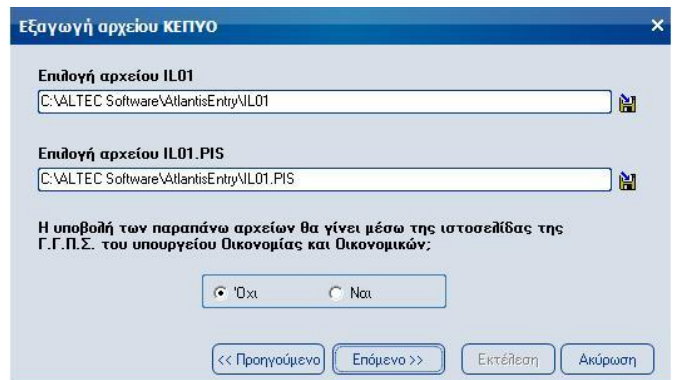 Εξαγωγή αρχείου ΚΕΠΥΟ
Επιλογή αρχείου IL01
C:\ALTEC Software\AtlantisEntry\IL01
Επιλογή αρχείου IL01.PIS
C:\ALTEC Software\AtlantisEntry\IL01.PIS
Η υποβολή των παραπάνω αρχείων θα γίνει μέσω της ιστοσελίδας της
Γ.Γ.Π.Σ. του υπουργείου Οικονομίας και Οικονομικών;
'Όχι Ναι
<< Προηγούμενο Επόμενο >> Εκτέλεση Ακύρωση